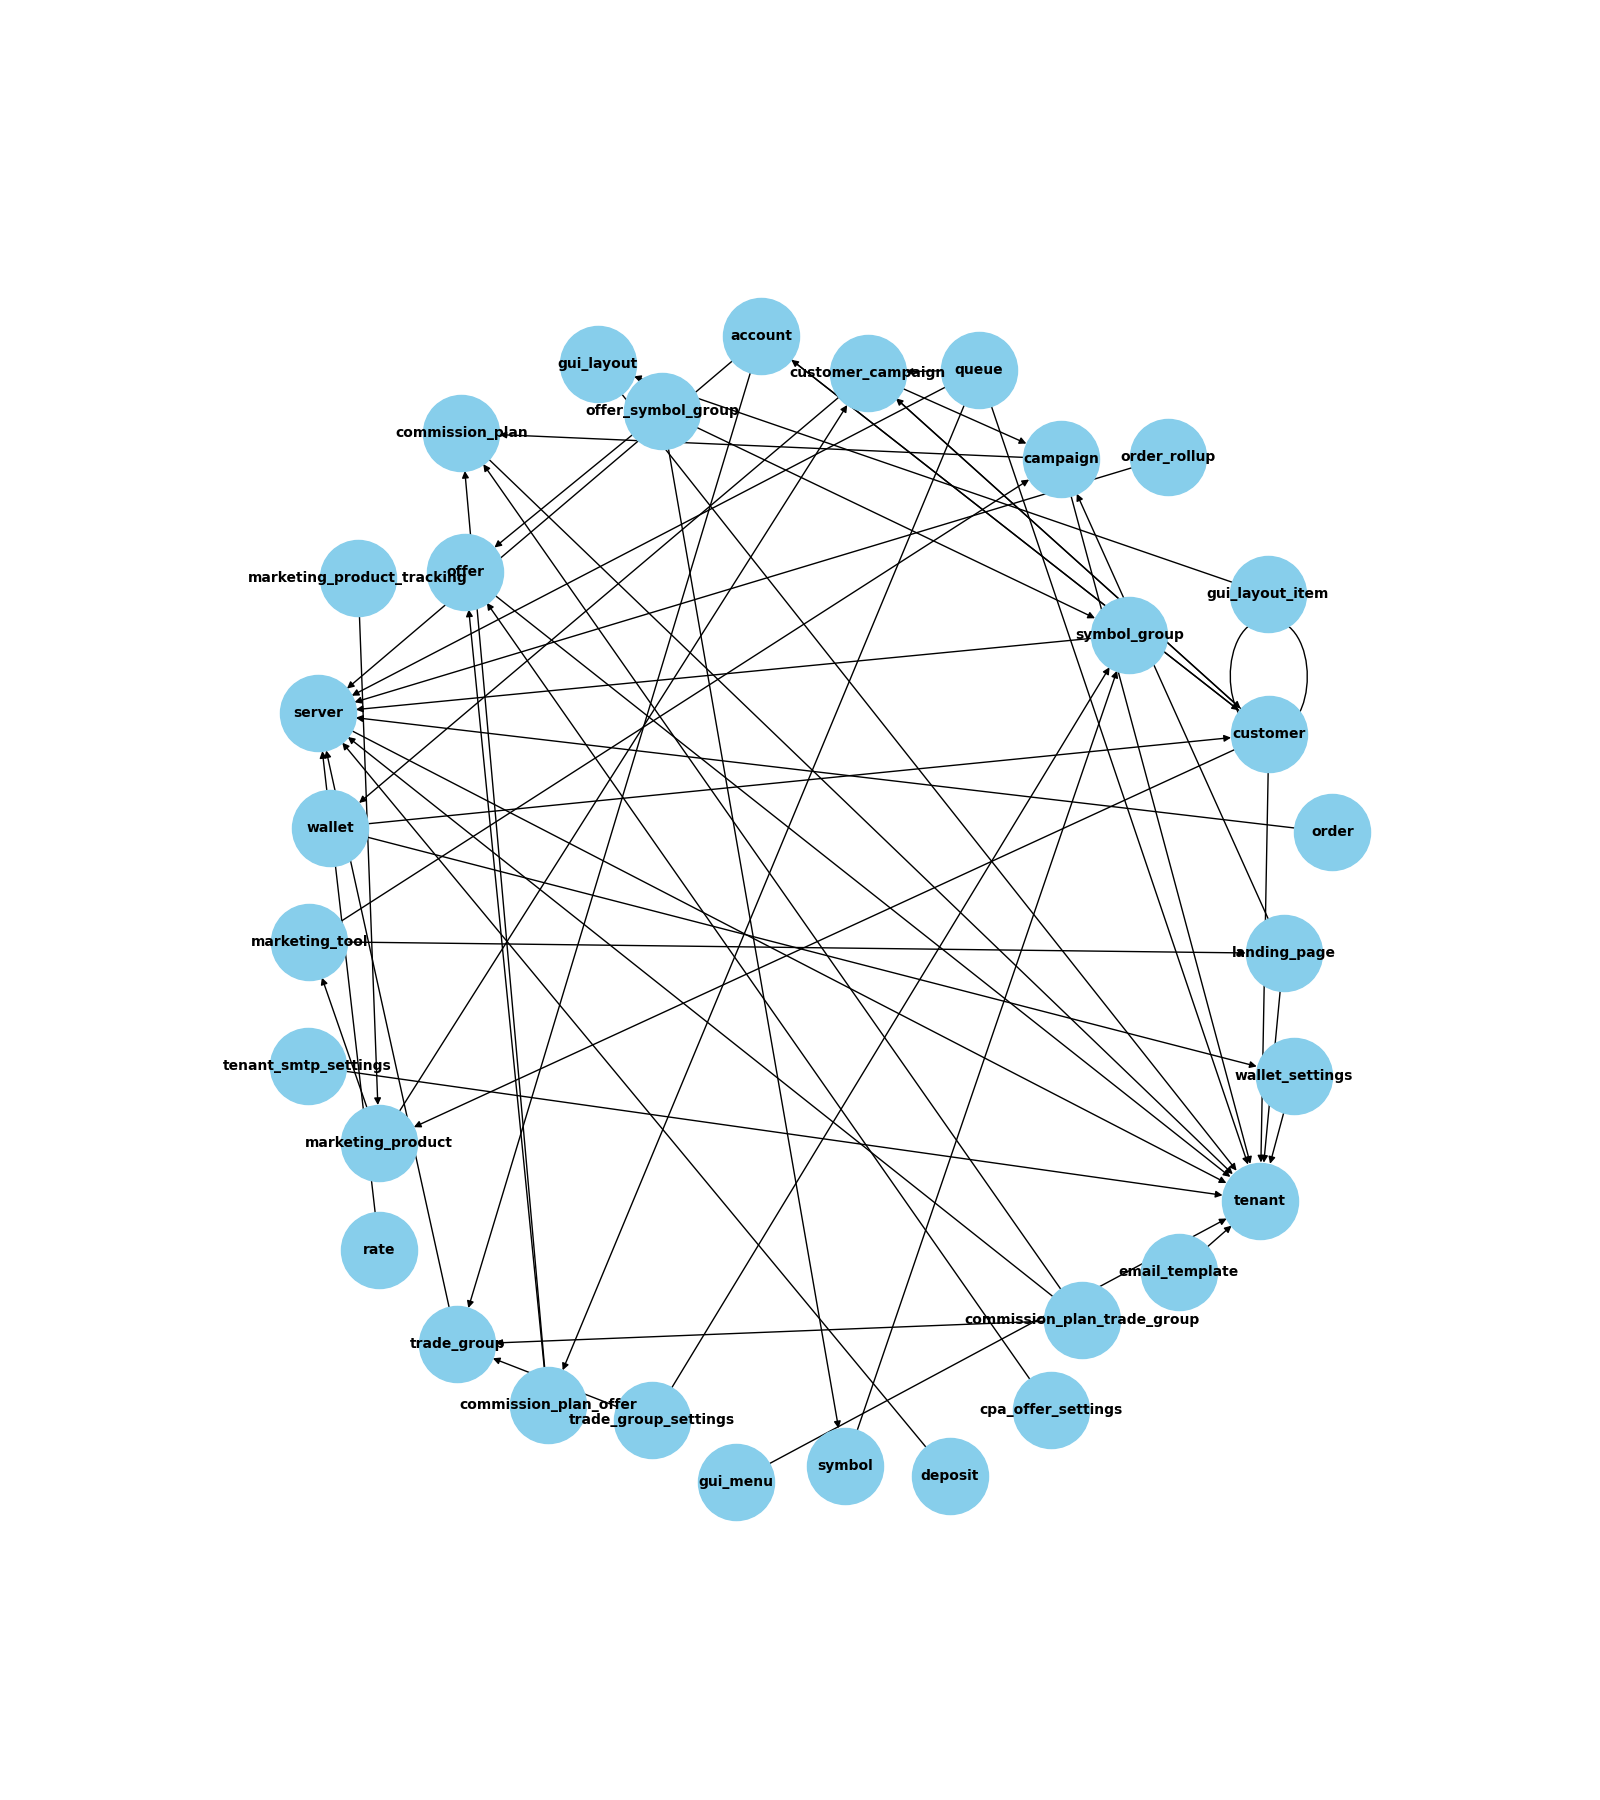 account
gui_layout
customer_campaign
queue
offer_symbol_group
commission_plan
campaign
order_rollup
marketing_product_tracking
offer
gui_layout_item
symbol_group
server
customer
wallet
order
marketing_tool
landing_page
tenant_smtp_settings
wallet_settings
marketing_product
tenant
rate
email_template
commission_plan_trade_group
trade_group
commission_plan_offer
cpa_offer_settings
trade_group_settings
symbol
deposit
gui_menu